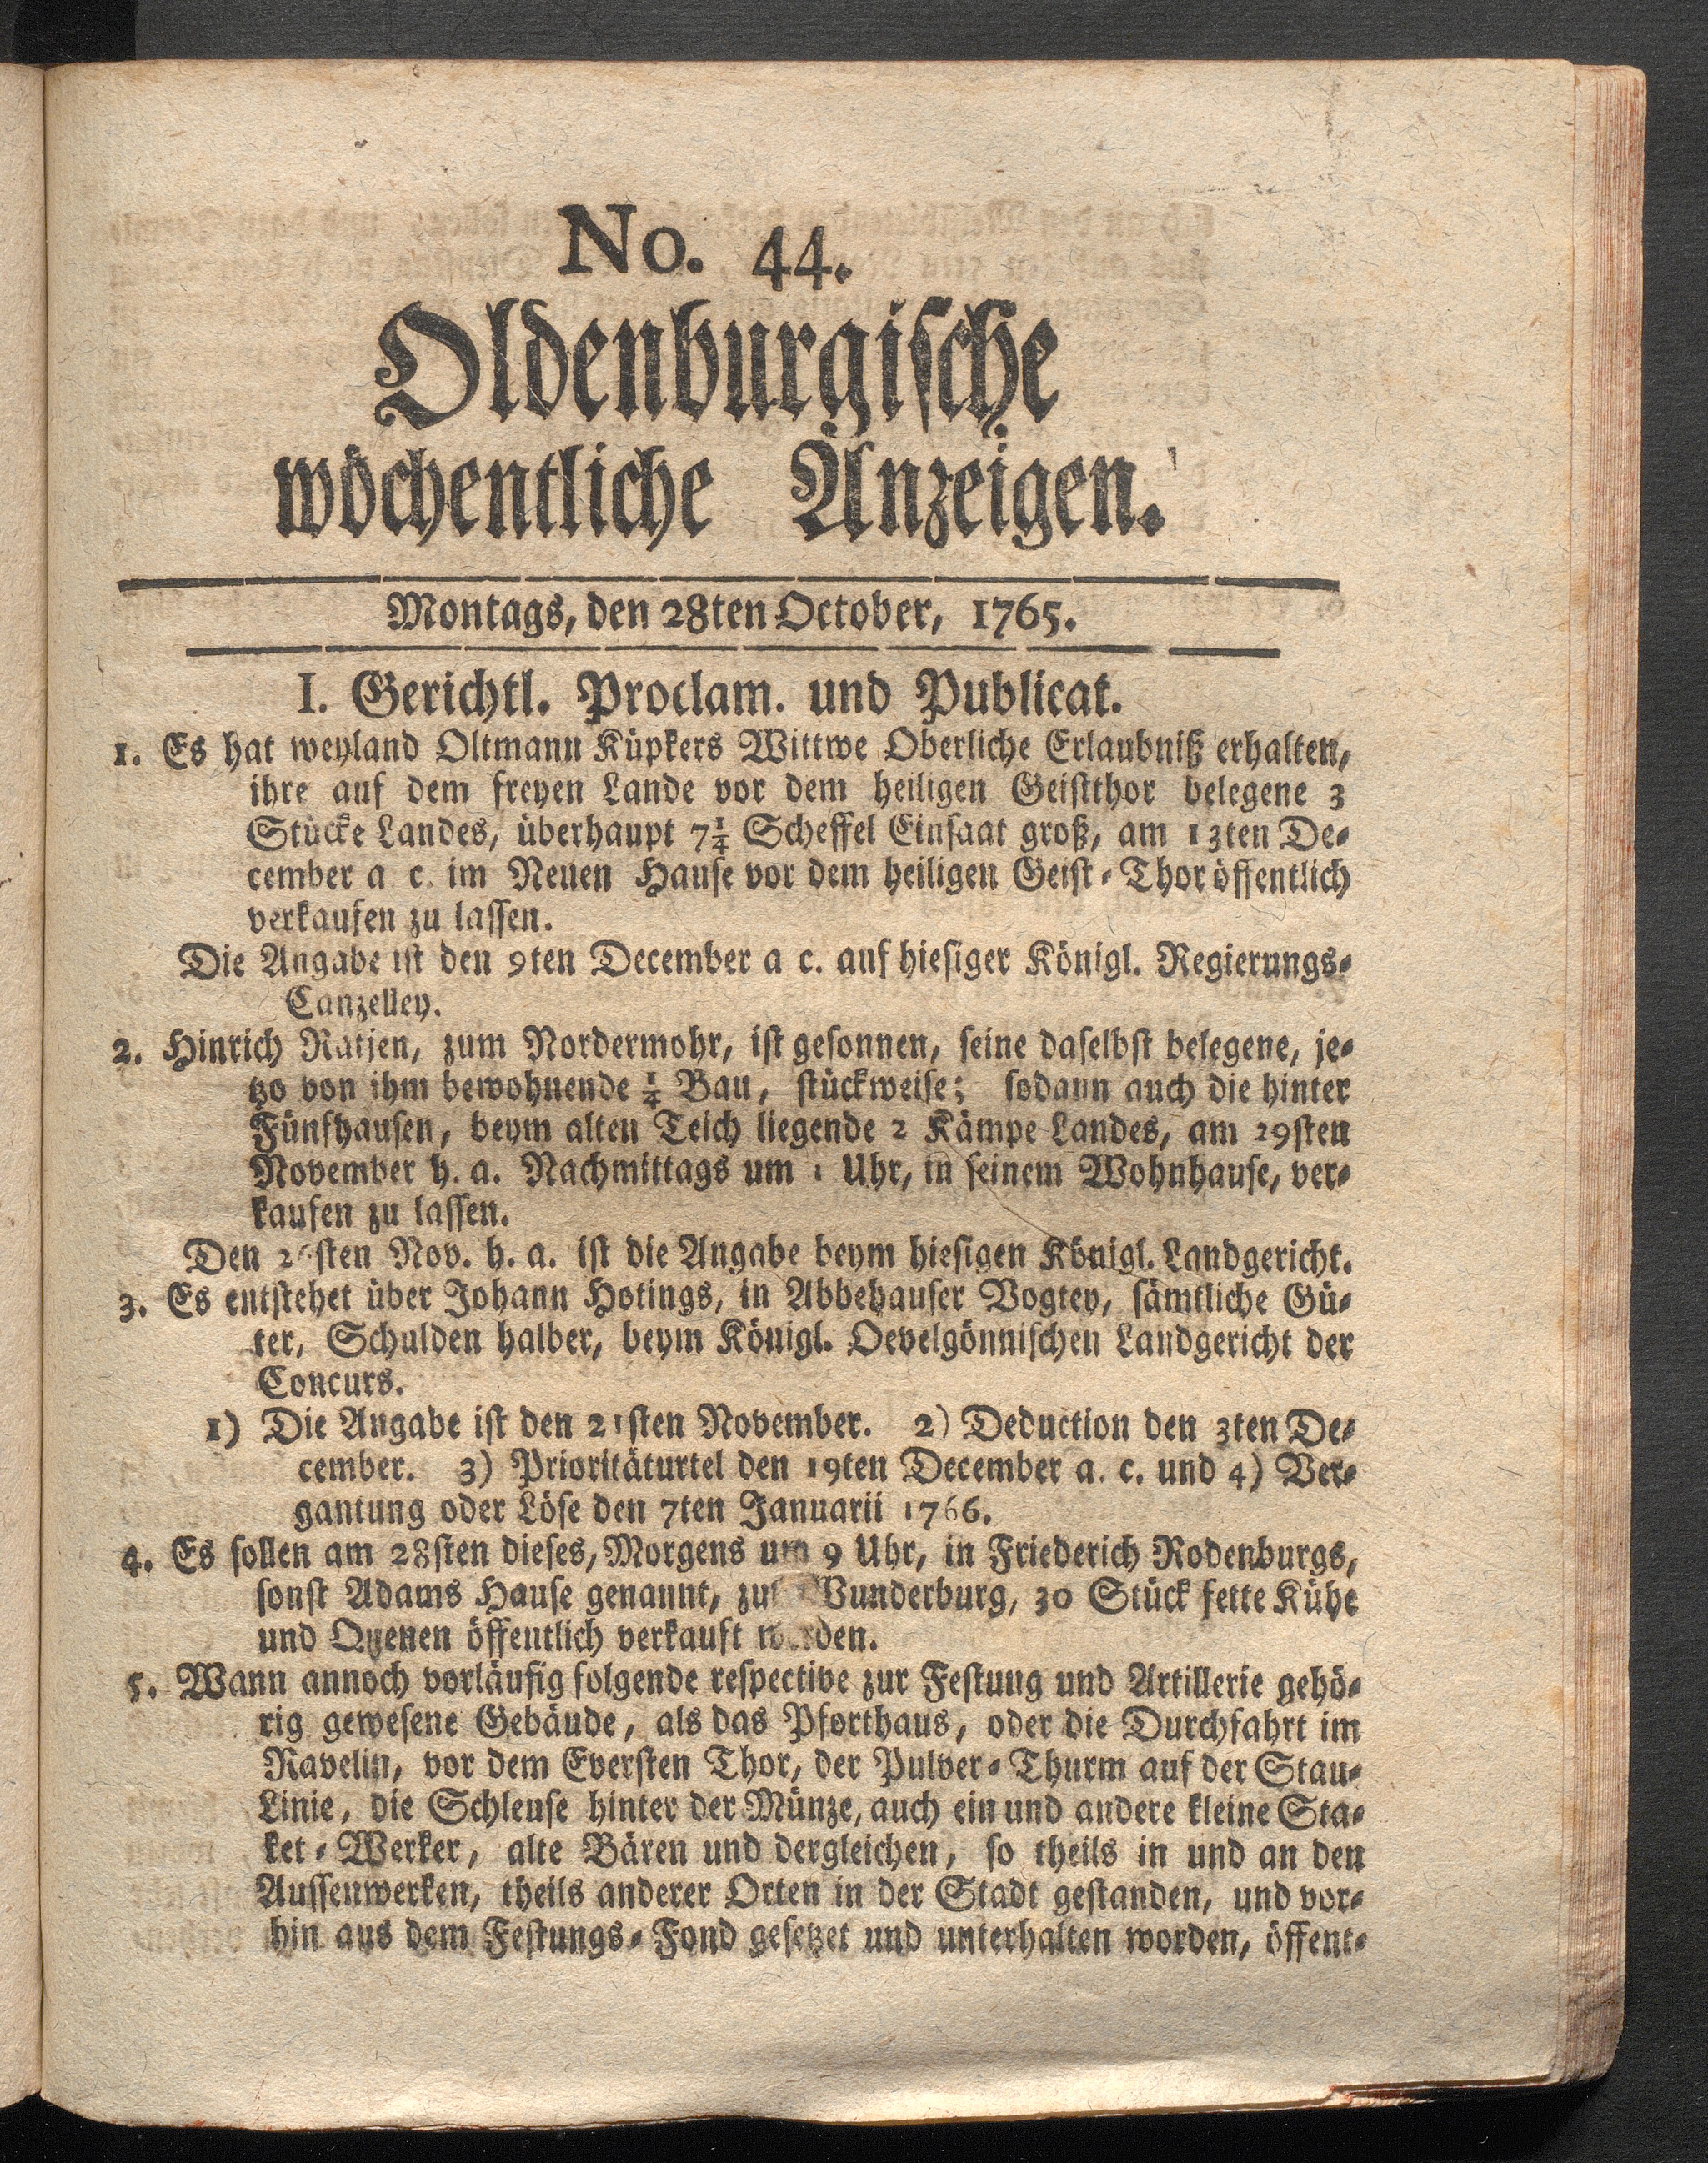 No. 44.
Oldenburgische
wöchentliche Anzeigen.
Montags, den 28ten October, 1765.
I. Gerichtl. Proclam. und Publicat.
1. Es hat weyland Oltmann Küpkers Wittwe Oberliche Erlaubniß erhalten,
ihre auf dem freyen Lande vor dem heiligen Geistthor belegene 3
Stücke Landes, überhaupt 7¼ Scheffel Einsaat groß, am 13ten De-
cember a c. im Neuen Hause vor dem heiligen Geist-Thor öffentlich
verkaufen zu lassen.
Die Angabe ist den 9ten December a c. auf hiesiger Königl. Regierungs-
Canzelley.
2. Hinrich Ratjen, zum Nordermohr, ist gesonnen, seine daselbst belegene, je-
tzo von ihm bewohnende ¼ Bau, stückweise; sodann auch die hinter
Fünfhausen, beym alten Teich liegende 2 Kämpe Landes, am 29sten
November h. a. Nachmittags um 1 Uhr, in seinem Wohnhause, ver-
kaufen zu lassen.
Den Nov. h. a. ist die Angabe beym hiesigen Königl. Landgericht.
3. Es entstehet über Johann Hotings, in Abbehauser Vogtey, sämtliche Gü-
ter, Schulden halber, beym Königl. Oevelgönnischen Landgericht der
Concurs.
1) Die Angabe ist den 21sten November. 2) Deduction den 3ten De-
cember. 3) Prioritäturtel den 19ten December a. c. und 4) Ver-
gantung oder Löse den 7ten Januarii 1766.
4. Es sollen am 28sten dieses, Morgens um 9 Uhr, in Friederich Rodenburgs,
sonst Adams Hause genannt, Wunderburg, 30 Stück fette Kühe
und Quenen öffentlich verkauft werden.
5. Wann annoch vorläufig folgende respective zur Festung und Artillerie gehö-
rig gewesene Gebäude, als das Pforthaus, oder die Durchfahrt im
Ravelin, vor dem Eversten Thor, der Pulver-Thurm auf der Stau-
Linie, die Schleuse hinter der Münze, auch ein und andere kleine Sta-
ket-Werker, alte Bären und dergleichen, so theils in und an den
Aussenwerken, theils anderer Orten in der Stadt gestanden, und vor-
hin aus dem Festungs-Fond gesetzet und unterhalten worden, öffent-